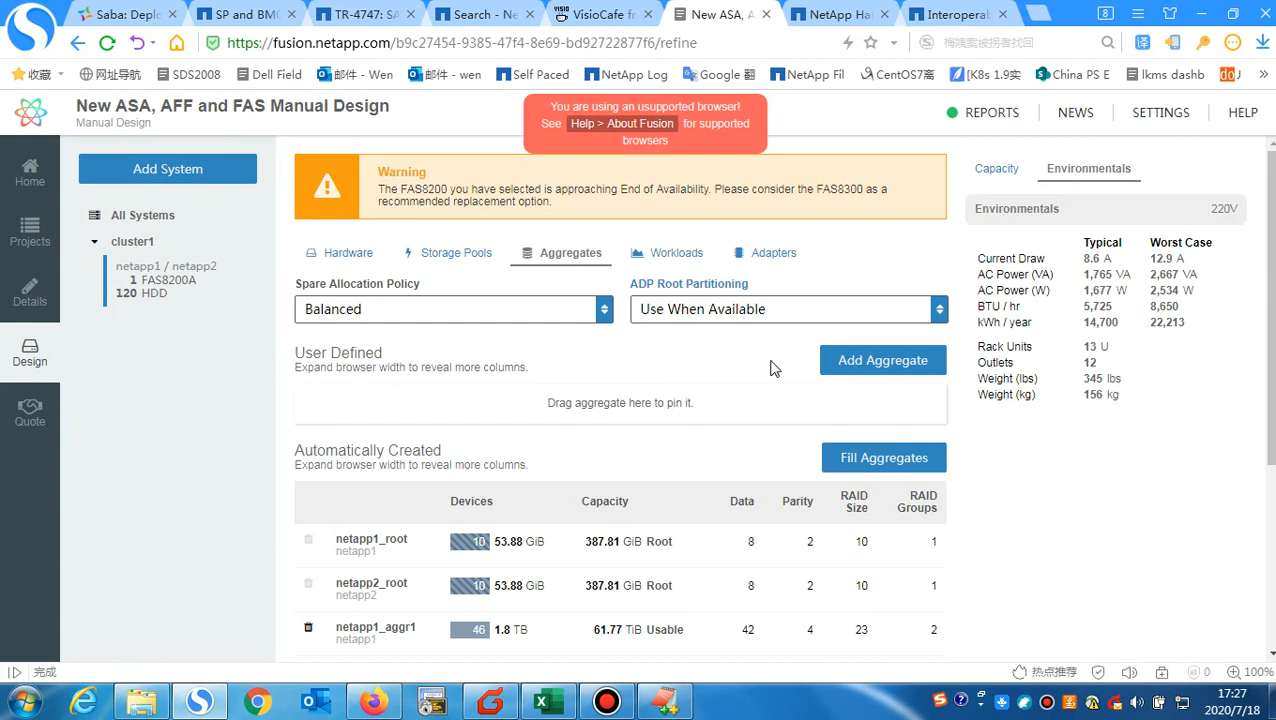 Saba: Deplo
SP and BMC
TR-4747: SA
Search - Ne
VISIO CAFE
VisioCafe fr
New ASA, A
NetApp Ha
Interoperab
8
https://fusion.netapp.com/b9c27454-9385-47f4-8e69-bd92722877f6/refine
收藏
网址导航
SDS2008
Dell Field
邮件 - Wen
邮件 - wen
Self Paced
NetApp Log
Google 翻
NetApp Fil
CentOS7离
[K8s 1.9实
China PS E
lkms dashb
do
New ASA, AFF and FAS Manual Design
Manual Design
You are using an usupported browser!
See Help > About Fusion for supported
browsers
REPORTS
NEWS
SETTINGS
HELP
Home
Projects
Details
Design
Quote
Add System
All Systems
cluster1
netapp1 / netapp2
1 FAS8200A
120 HDD
Warning
The FAS8200 you have selected is approaching End of Availability. Please consider the FAS8300 as a
recommended replacement option.
Hardware
Storage Pools
Aggregates
Workloads
Adapters
Spare Allocation Policy
Balanced
ADP Root Partitioning
Use When Available
User Defined
Expand browser width to reveal more columns.
Add Aggregate
Drag aggregate here to pin it.
Automatically Created
Expand browser width to reveal more columns.
Fill Aggregates
Devices Capacity Data Parity RAID Size RAID Groups
netapp1_root 10 53.88 GiB 387.81 GiB Root 8 2 10 1
netapp1
netapp2_root 10 53.88 GiB 387.81 GiB Root 8 2 10 1
netapp2
netapp1_aggr1 46 1.8 TB 61.77 TiB Usable 42 4 23 2
netapp1
Capacity
Environmentals
Environmentals 220V
Typical Worst Case
Current Draw 8.6 A 12.9 A
AC Power (VA) 1,765 VA 2,667 VA
AC Power (W) 1,677 W 2,534 W
BTU / hr 5,725 8,650
kWh / year 14,700 22,213
Rack Units 13 U
Outlets 12
Weight (lbs) 345 lbs
Weight (kg) 156 kg
完成
热点推荐
0
100%
17:27
2020/7/18